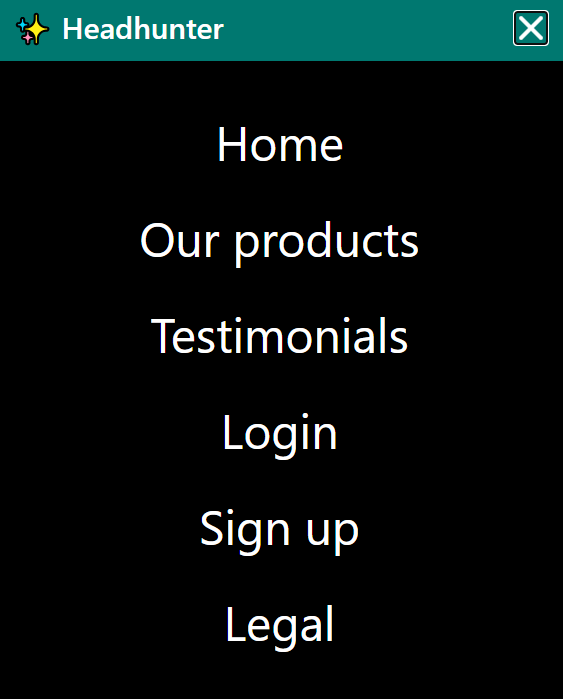 Headhunter
Home
Our products
Testimonials
Login
Sign up
Legal